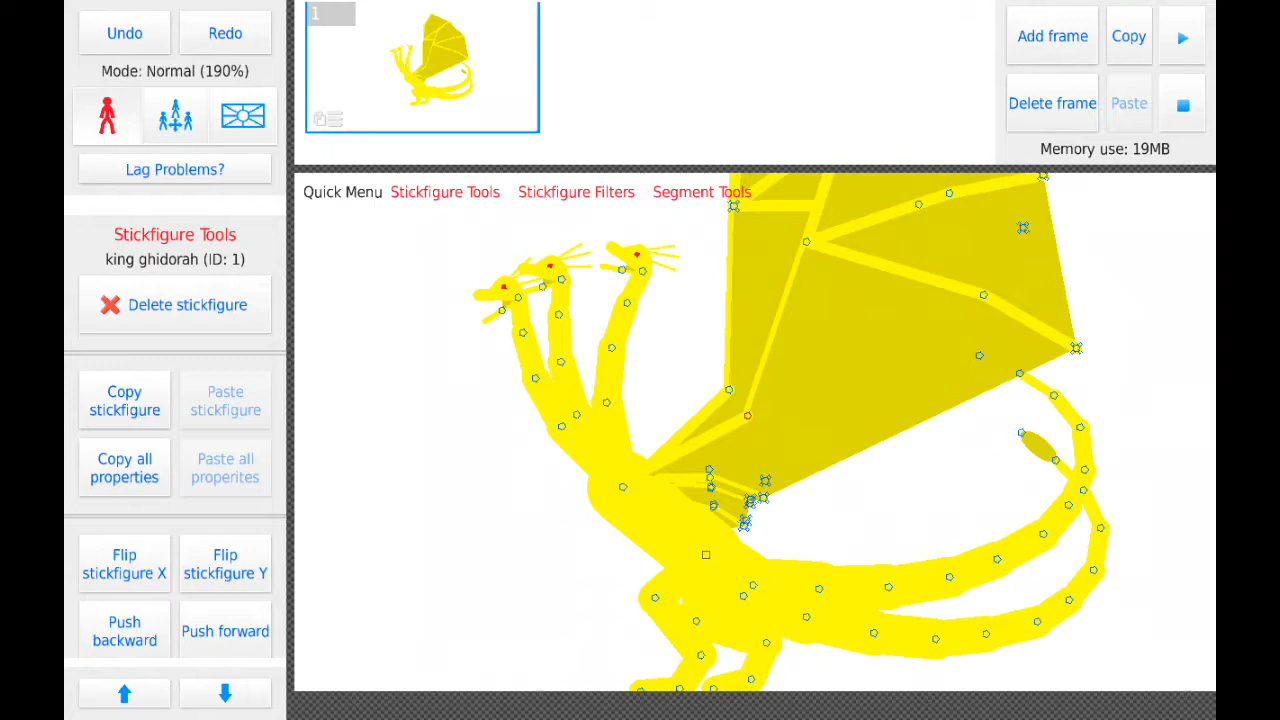 Undo
Redo
Mode: Normal (190%)
Lag Problems?
Stickfigure Tools
king ghidorah (ID: 1)
Delete stickfigure
Copy
stickfigure
Paste
stickfigure
Copy all
properties
Paste all
properites
Flip
stickfigure X
Flip
stickfigure Y
Push
backward
Push forward
1
Add frame
Copy
Delete frame
Paste
Memory use: 19MB
Quick Menu Stickfigure Tools Stickfigure Filters Segment Tools